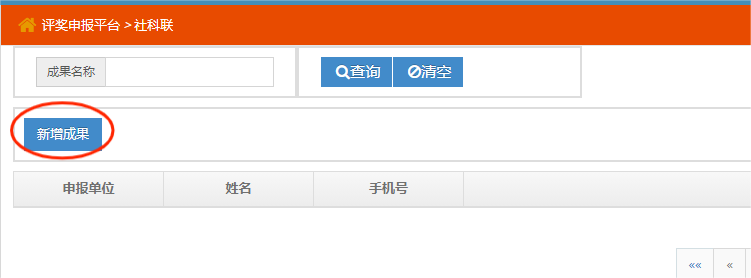 评奖申报平台 > 社科联
成果名称 查询 清空
新增成果
申报单位 姓名 手机号
«« «